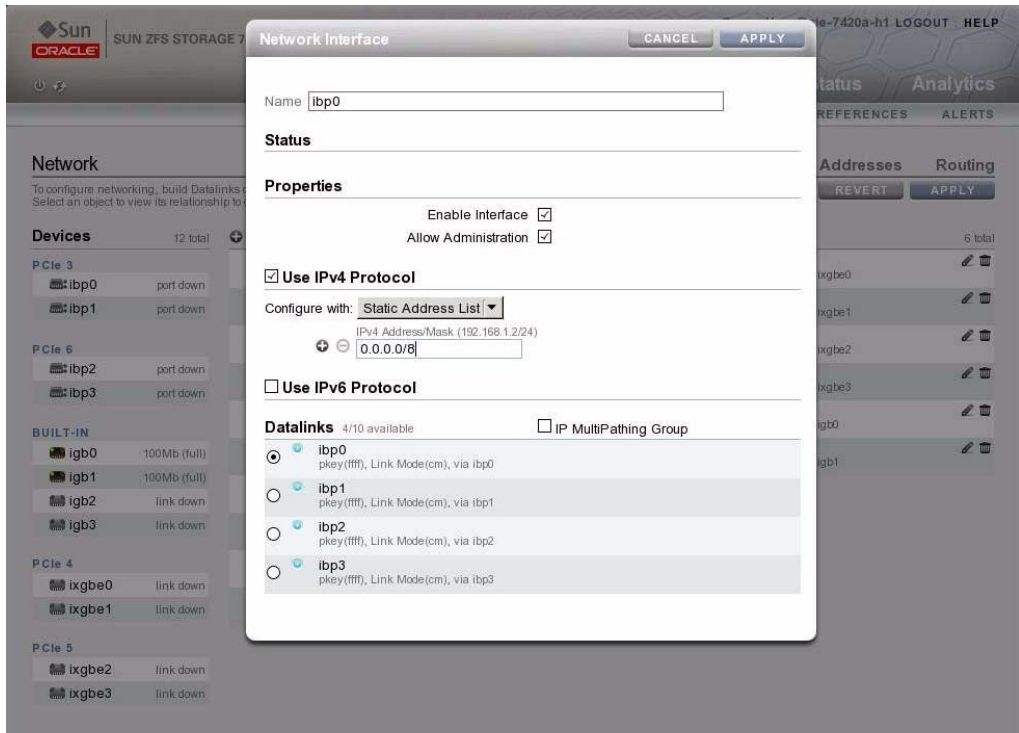 Sun
ORACLE
SUN ZFS STORAGE 7
le-7420a-h1 LOGOUT HELP
Status Analytics
REFERENCES ALERTS
Network Interface
CANCEL APPLY
Name ibp0
Status
Properties
Enable Interface
Allow Administration
Use IPv4 Protocol
Configure with: Static Address List
IPv4 Address/Mask (192.168.1.2/24)
0.0.0.0/8
Use IPv6 Protocol
Datalinks 4/10 available
IP MultiPathing Group
ibp0
pkey(ffff), Link Mode(cm), via ibp0
ibp1
pkey(ffff), Link Mode(cm), via ibp1
ibp2
pkey(ffff), Link Mode(cm), via ibp2
ibp3
pkey(ffff), Link Mode(cm), via ibp3
Network
To configure networking, build Datalinks
Select an object to view its relationship to
Devices 12 total
PCIe 3
ibp0 port down
ibp1 port down
PCIe 6
ibp2 port down
ibp3 port down
BUILT-IN
igb0 100Mb (full)
igb1 100Mb (full)
igb2 link down
igb3 link down
PCIe 4
ixgbe0 link down
ixgbe1 link down
PCIe 5
ixgbe2 link down
ixgbe3 link down
Addresses Routing
REVERT APPLY
6 total
ixgbe0
ixgbe1
ixgbe2
ixgbe3
igb0
igb1